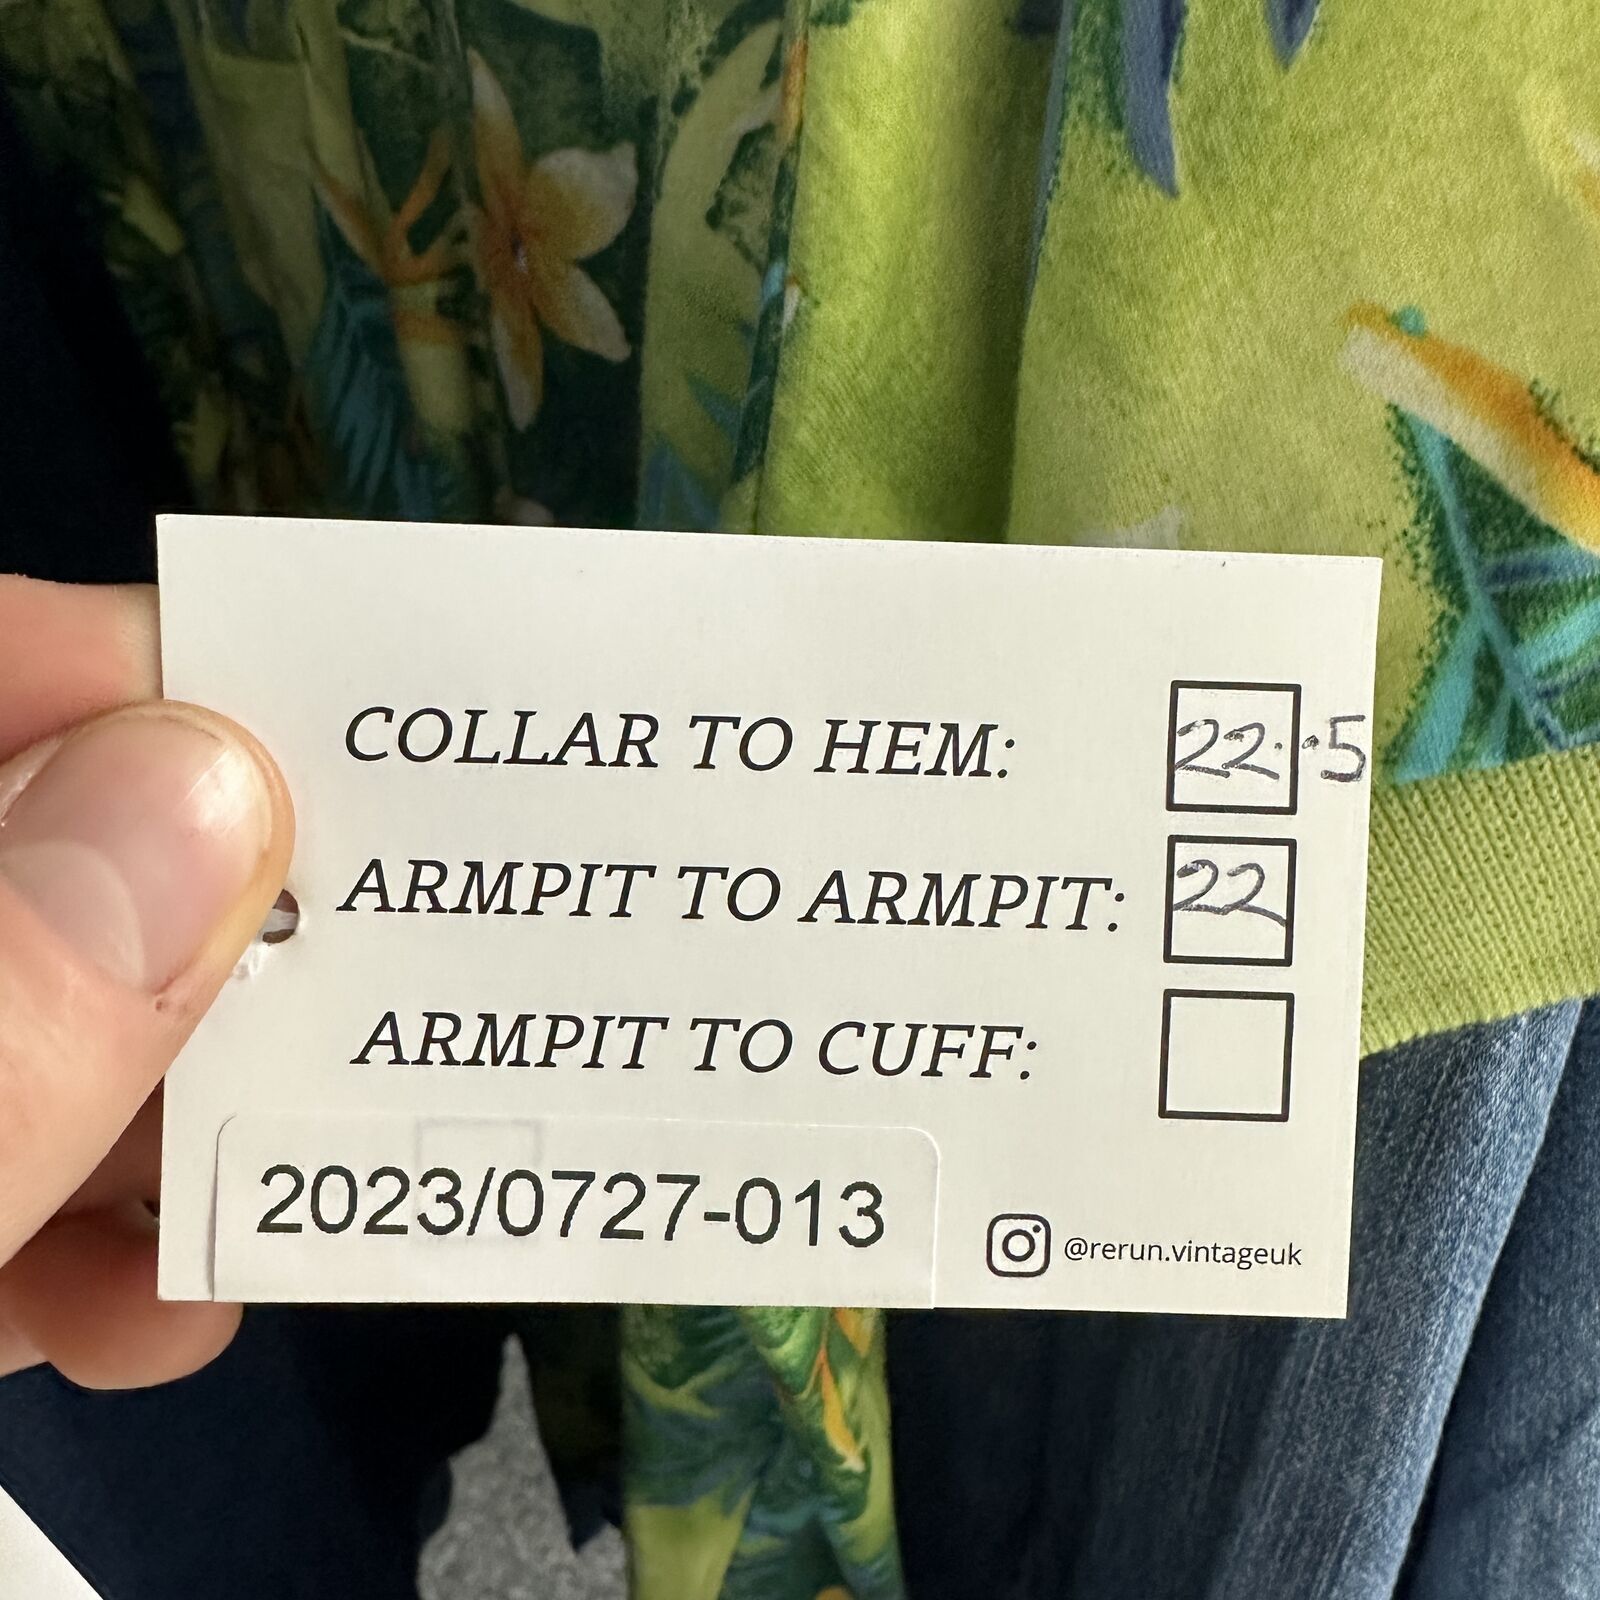 COLLAR TO HEM: 22.5
ARMPIT TO ARMPIT: 22
ARMPIT TO CUFF:
2023/0727-013
@rerun.vintageuk